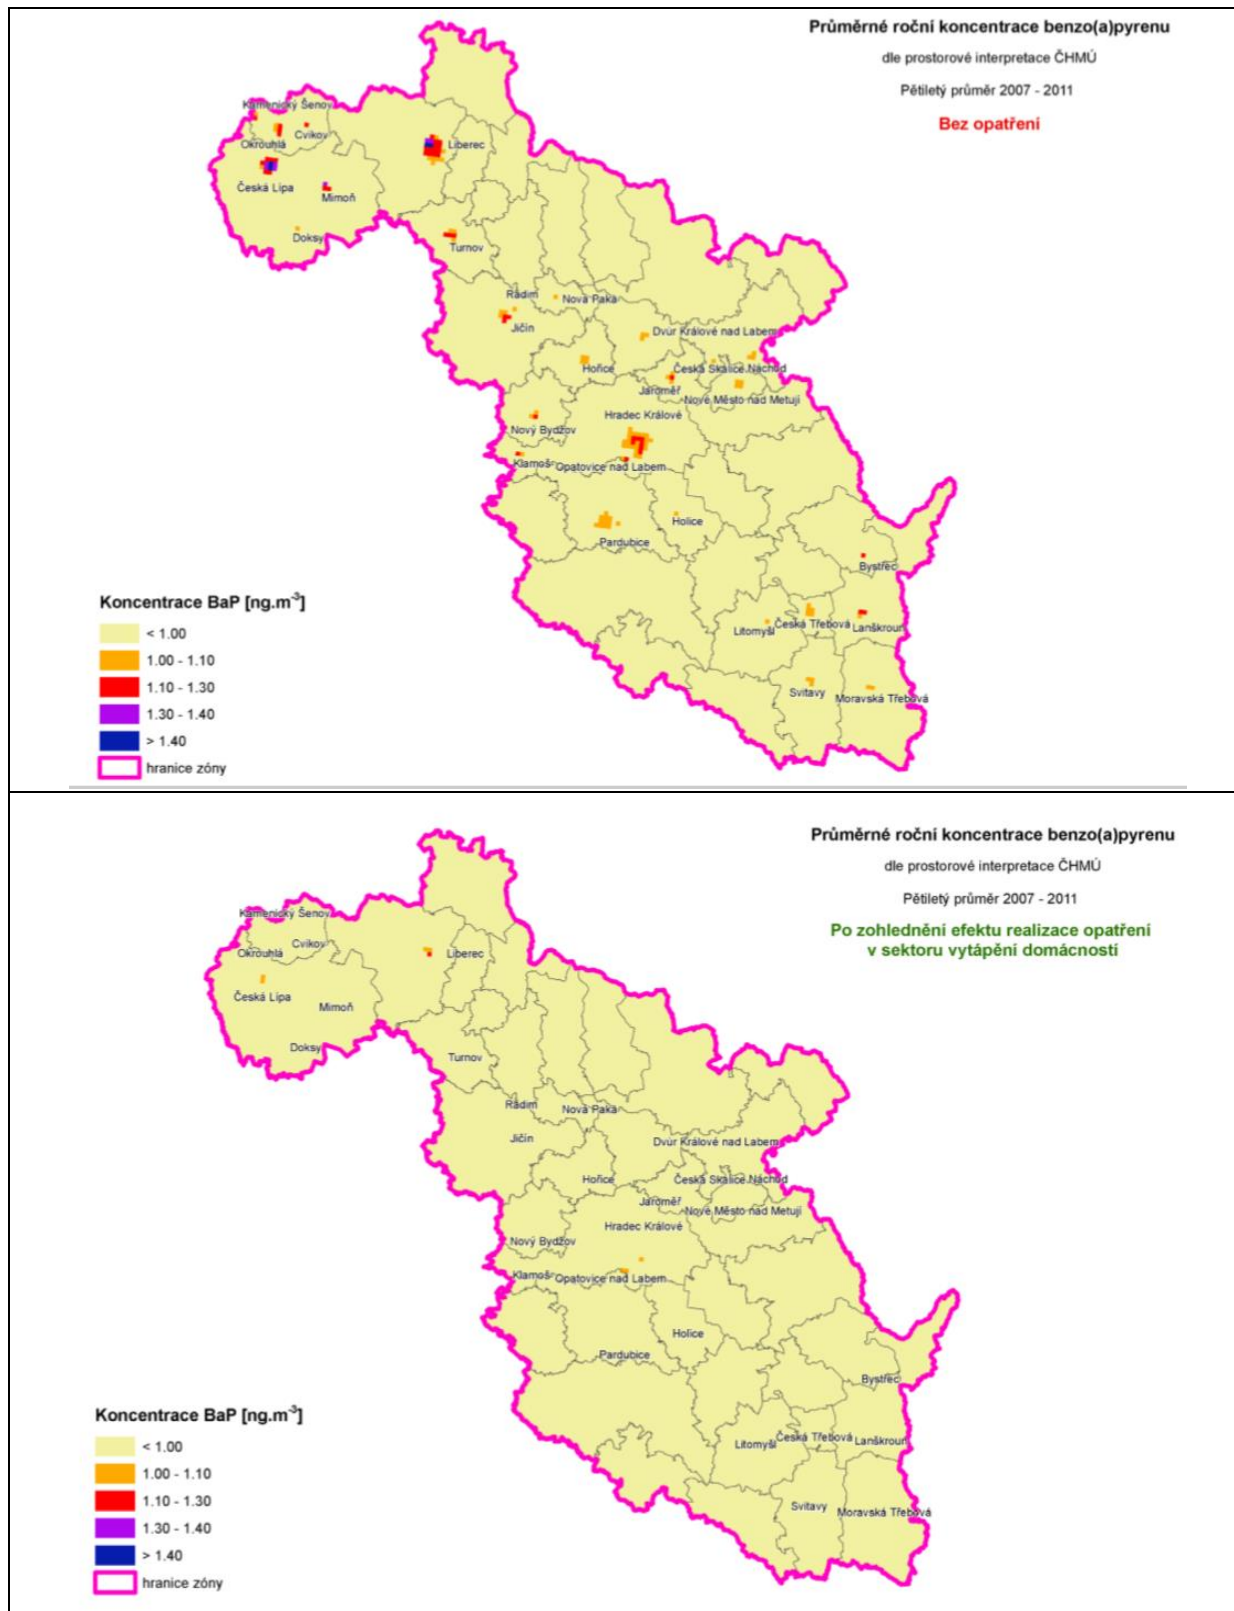 Průměrné roční koncentrace benzo(a)pyrenu
dle prostorové interpretace ČHMÚ
Pětiletý průměr 2007 - 2011
Bez opatření
Kamenický Šenov
Cvikov
Okrouhlá
Liberec
Česká Lípa
Mimoň
Doksy
Turnov
Radim
Nová Paka
Jičín
Dvůr Králové nad Labem
Hořice
Česká Skalice
Náchod
Jaroměř
Nové Město nad Metují
Hradec Králové
Nový Bydžov
Klamoš
Opatovice nad Labem
Holice
Pardubice
Bystřec
Litomyšl
Česká Třebová
Lanškroun
Svitavy
Moravská Třebová
Koncentrace BaP [ng.m-3]
< 1.00
1.00 - 1.10
1.10 - 1.30
1.30 - 1.40
> 1.40
hranice zóny
Průměrné roční koncentrace benzo(a)pyrenu
dle prostorové interpretace ČHMÚ
Pětiletý průměr 2007 - 2011
Po zohlednění efektu realizace opatření
v sektoru vytápění domácností
Kamenický Šenov
Cvikov
Okrouhlá
Liberec
Česká Lípa
Mimoň
Doksy
Turnov
Radim
Nová Paka
Jičín
Dvůr Králové nad Labem
Hořice
Česká Skalice
Náchod
Jaroměř
Nové Město nad Metují
Hradec Králové
Nový Bydžov
Klamoš
Opatovice nad Labem
Holice
Pardubice
Bystřec
Litomyšl
Česká Třebová
Lanškroun
Svitavy
Moravská Třebová
Koncentrace BaP [ng.m-3]
< 1.00
1.00 - 1.10
1.10 - 1.30
1.30 - 1.40
> 1.40
hranice zóny